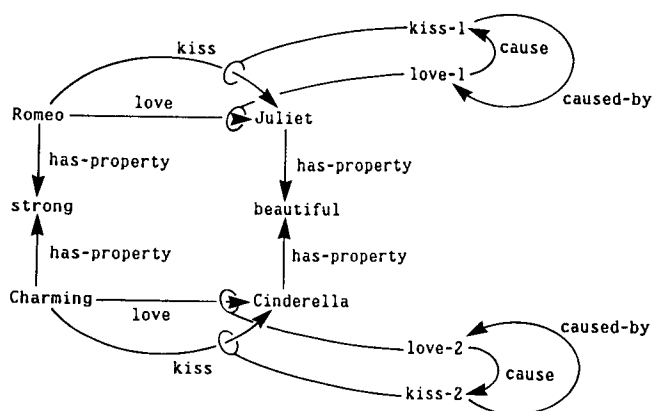 kiss
kiss-1
cause
love-1
love
caused-by
Romeo
Juliet
has-property
has-property
strong
beautiful
has-property
has-property
Charming
Cinderella
love
caused-by
love-2
kiss
cause
kiss-2